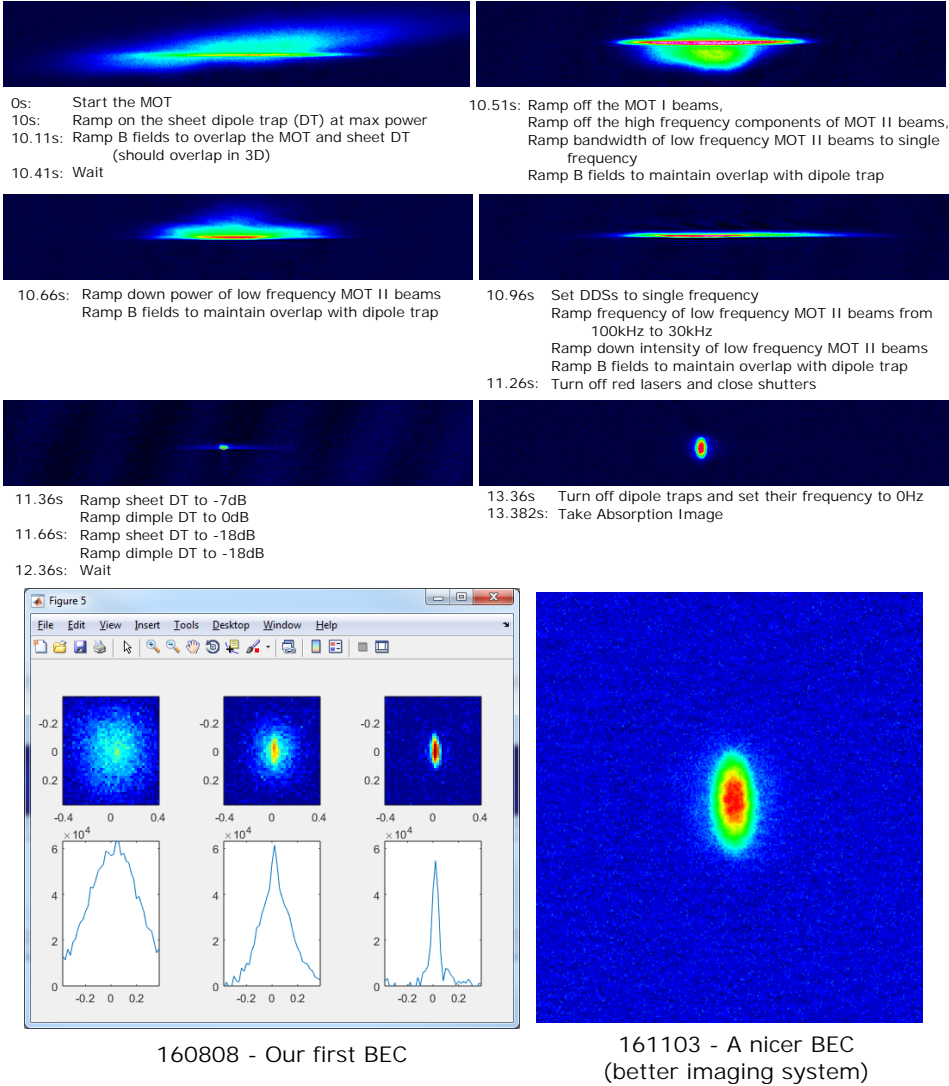 0s: Start the MOT
10s: Ramp on the sheet dipole trap (DT) at max power
10.11s: Ramp B fields to overlap the MOT and sheet DT
(should overlap in 3D)
10.41s: Wait
10.51s: Ramp off the MOT I beams,
Ramp off the high frequency components of MOT II beams,
Ramp bandwidth of low frequency MOT II beams to single
frequency
Ramp B fields to maintain overlap with dipole trap
10.66s: Ramp down power of low frequency MOT II beams
Ramp B fields to maintain overlap with dipole trap
10.96s Set DDSs to single frequency
Ramp frequency of low frequency MOT II beams from
100kHz to 30kHz
Ramp down intensity of low frequency MOT II beams
Ramp B fields to maintain overlap with dipole trap
11.26s: Turn off red lasers and close shutters
11.36s Ramp sheet DT to -7dB
Ramp dimple DT to 0dB
11.66s: Ramp sheet DT to -18dB
Ramp dimple DT to -18dB
12.36s: Wait
13.36s Turn off dipole traps and set their frequency to 0Hz
13.382s: Take Absorption Image
Figure 5
File Edit View Insert Tools Desktop Window Help
-0.2 -0.2 -0.2
0 0 0
0.2 0.2 0.2
-0.4 0 0.4 -0.4 0 0.4 -0.4 0 0.4
×10⁴ ×10⁴ ×10⁴
6 6 6
4 4 4
2 2 2
0 0 0
-0.2 0 0.2 -0.2 0 0.2 -0.2 0 0.2
160808 - Our first BEC
161103 - A nicer BEC
(better imaging system)